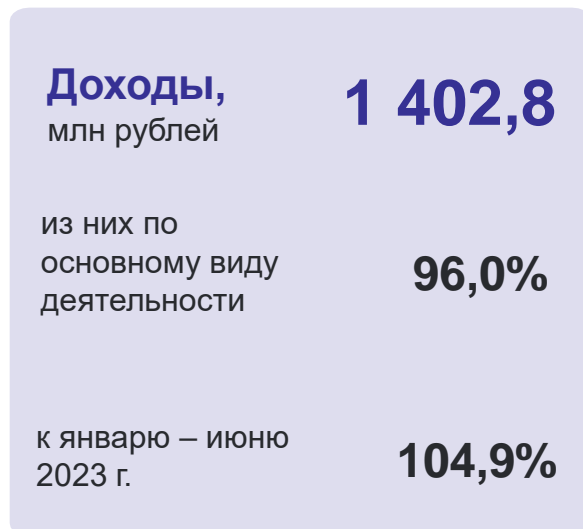 Доходы,
млн рублей
1 402,8
из них по
основному виду
деятельности
96,0%
к январю – июню
2023 г.
104,9%